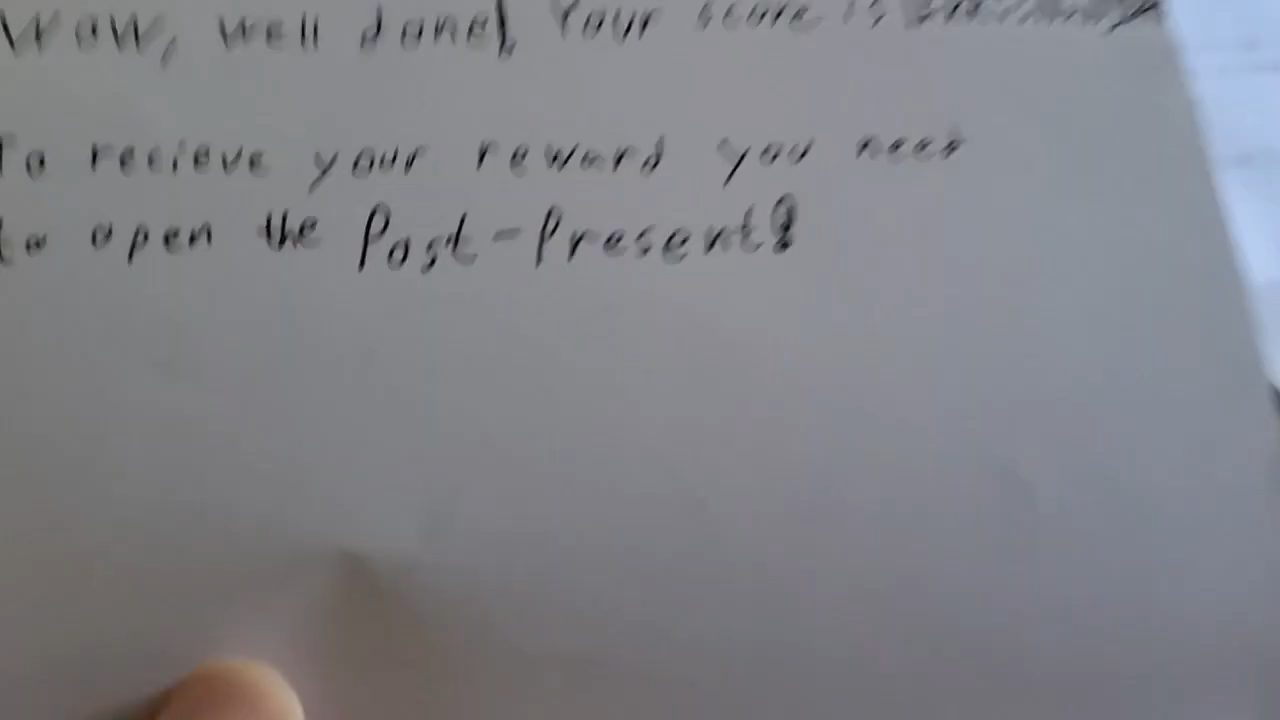 Wow, well done! Your score is
To recieve your reward you need
to open the Post-Present!